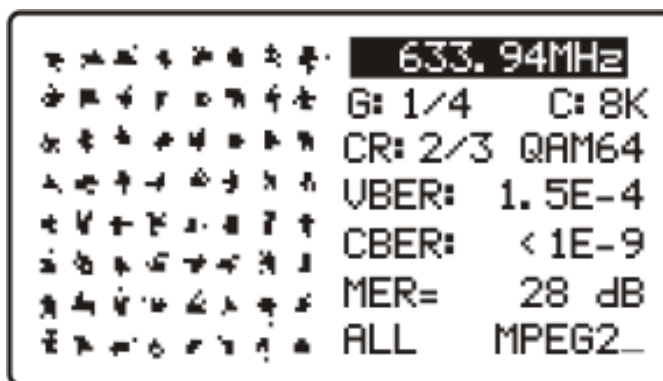 633.94MHz
G: 1/4 C: 8K
CR: 2/3 QAM64
VBER: 1.5E-4
CBER: <1E-9
MER= 28 dB
ALL MPEG2_